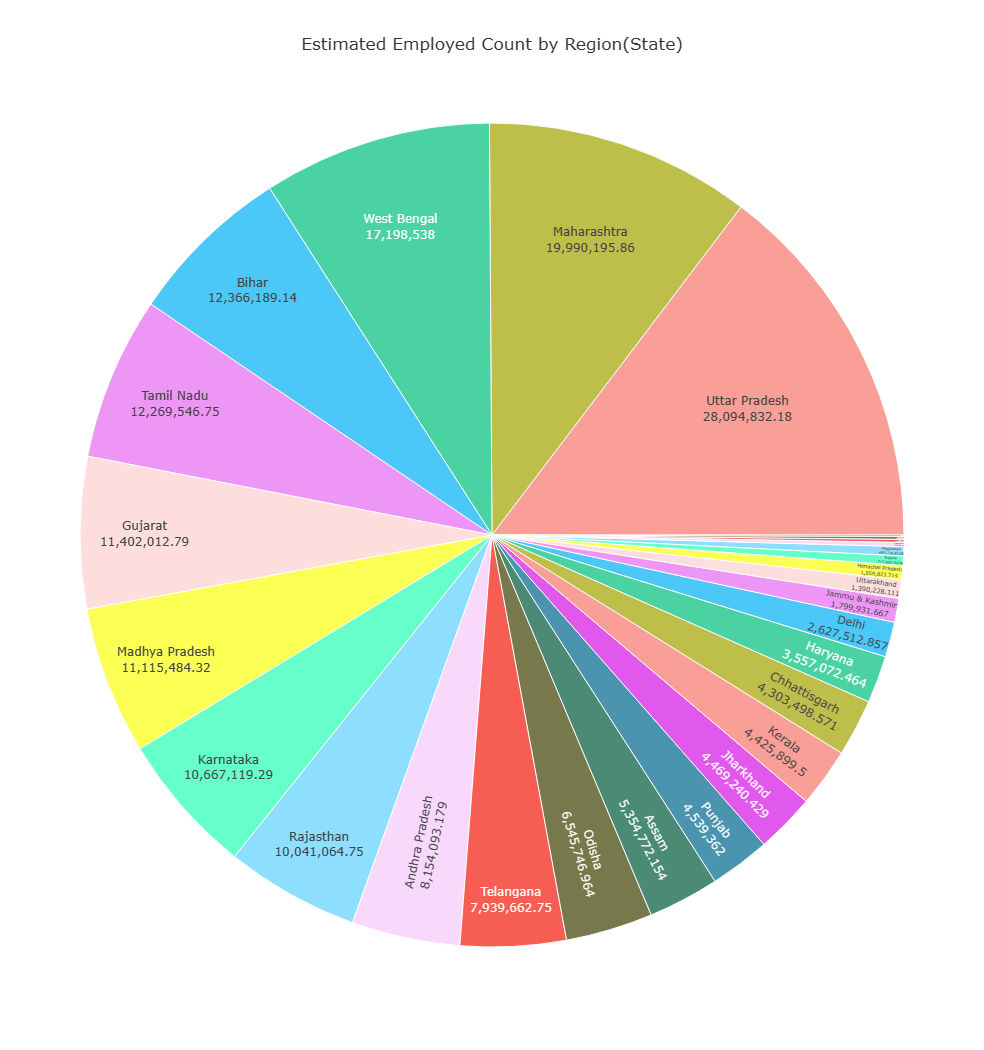 Estimated Employed Count by Region(State)
Uttar Pradesh
28,094,832.18
Maharashtra
19,990,195.86
West Bengal
17,198,538
Bihar
12,366,189.14
Tamil Nadu
12,269,546.75
Gujarat
11,402,012.79
Madhya Pradesh
11,115,484.32
Karnataka
10,667,119.29
Rajasthan
10,041,064.75
Andhra Pradesh
8,154,093.179
Telangana
7,939,662.75
Odisha
6,545,746.964
Assam
5,354,772.154
Punjab
4,539,362
Jharkhand
4,469,240.429
Kerala
4,425,899.5
Chhattisgarh
4,303,498.571
Haryana
3,557,072.464
Delhi
2,627,512.857
Jammu & Kashmir
1,799,931.667
Uttarakhand
1,390,228.111
Himachal Pradesh
1,059,823.714
Tripura
Meghalaya